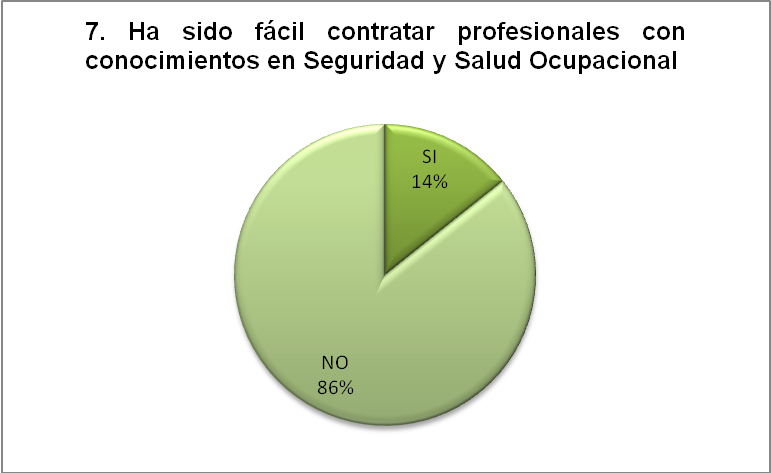 7. Ha sido fácil contratar profesionales con
conocimientos en Seguridad y Salud Ocupacional
SI
14%
NO
86%